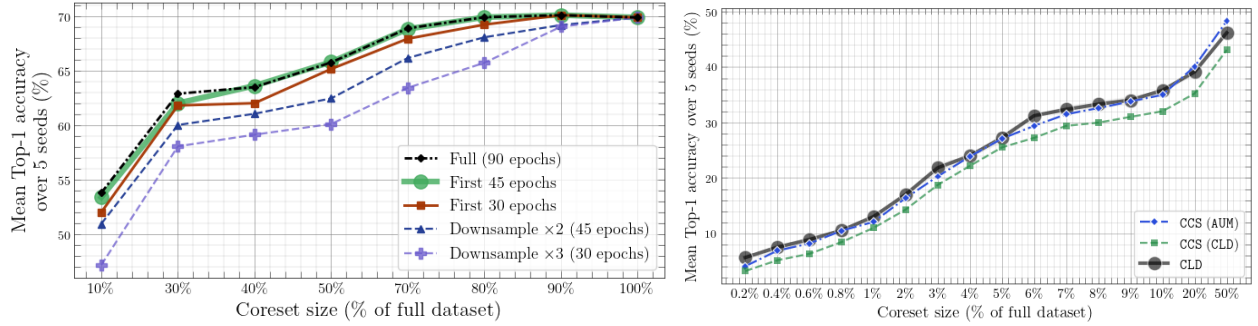 Mean Top-1 accuracy
over 5 seeds (%)
70
65
60
55
50
Full (90 epochs)
First 45 epochs
First 30 epochs
Downsample ×2 (45 epochs)
Downsample ×3 (30 epochs)
10% 30% 40% 50% 70% 80% 90% 100%
Coreset size (% of full dataset)
Mean Top-1 accuracy over 5 seeds (%)
50
40
30
20
10
CCS (AUM)
CCS (CLD)
CLD
0.2% 0.4% 0.6% 0.8% 1% 2% 3% 4% 5% 6% 7% 8% 9% 10% 20% 50%
Coreset size (% of full dataset)